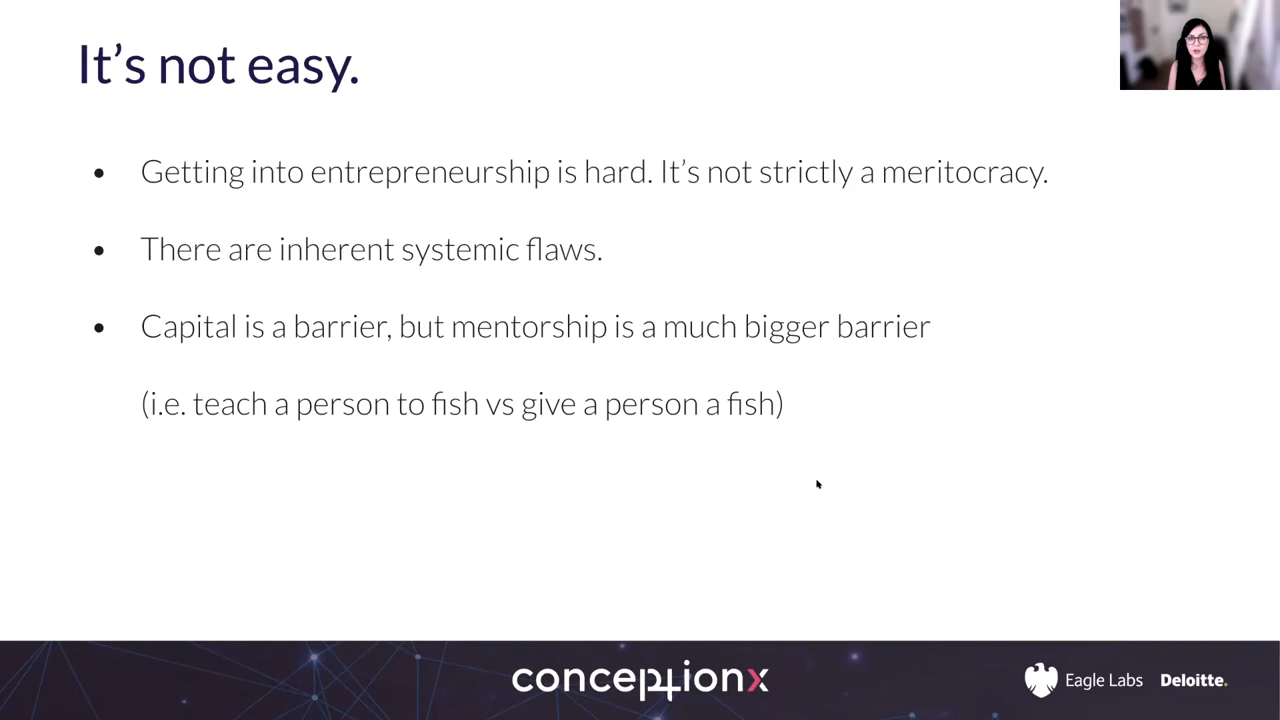 It’s not easy.
• Getting into entrepreneurship is hard. It’s not strictly a meritocracy.
• There are inherent systemic flaws.
• Capital is a barrier, but mentorship is a much bigger barrier
(i.e. teach a person to fish vs give a person a fish)
conceptionx
Eagle Labs
Deloitte.